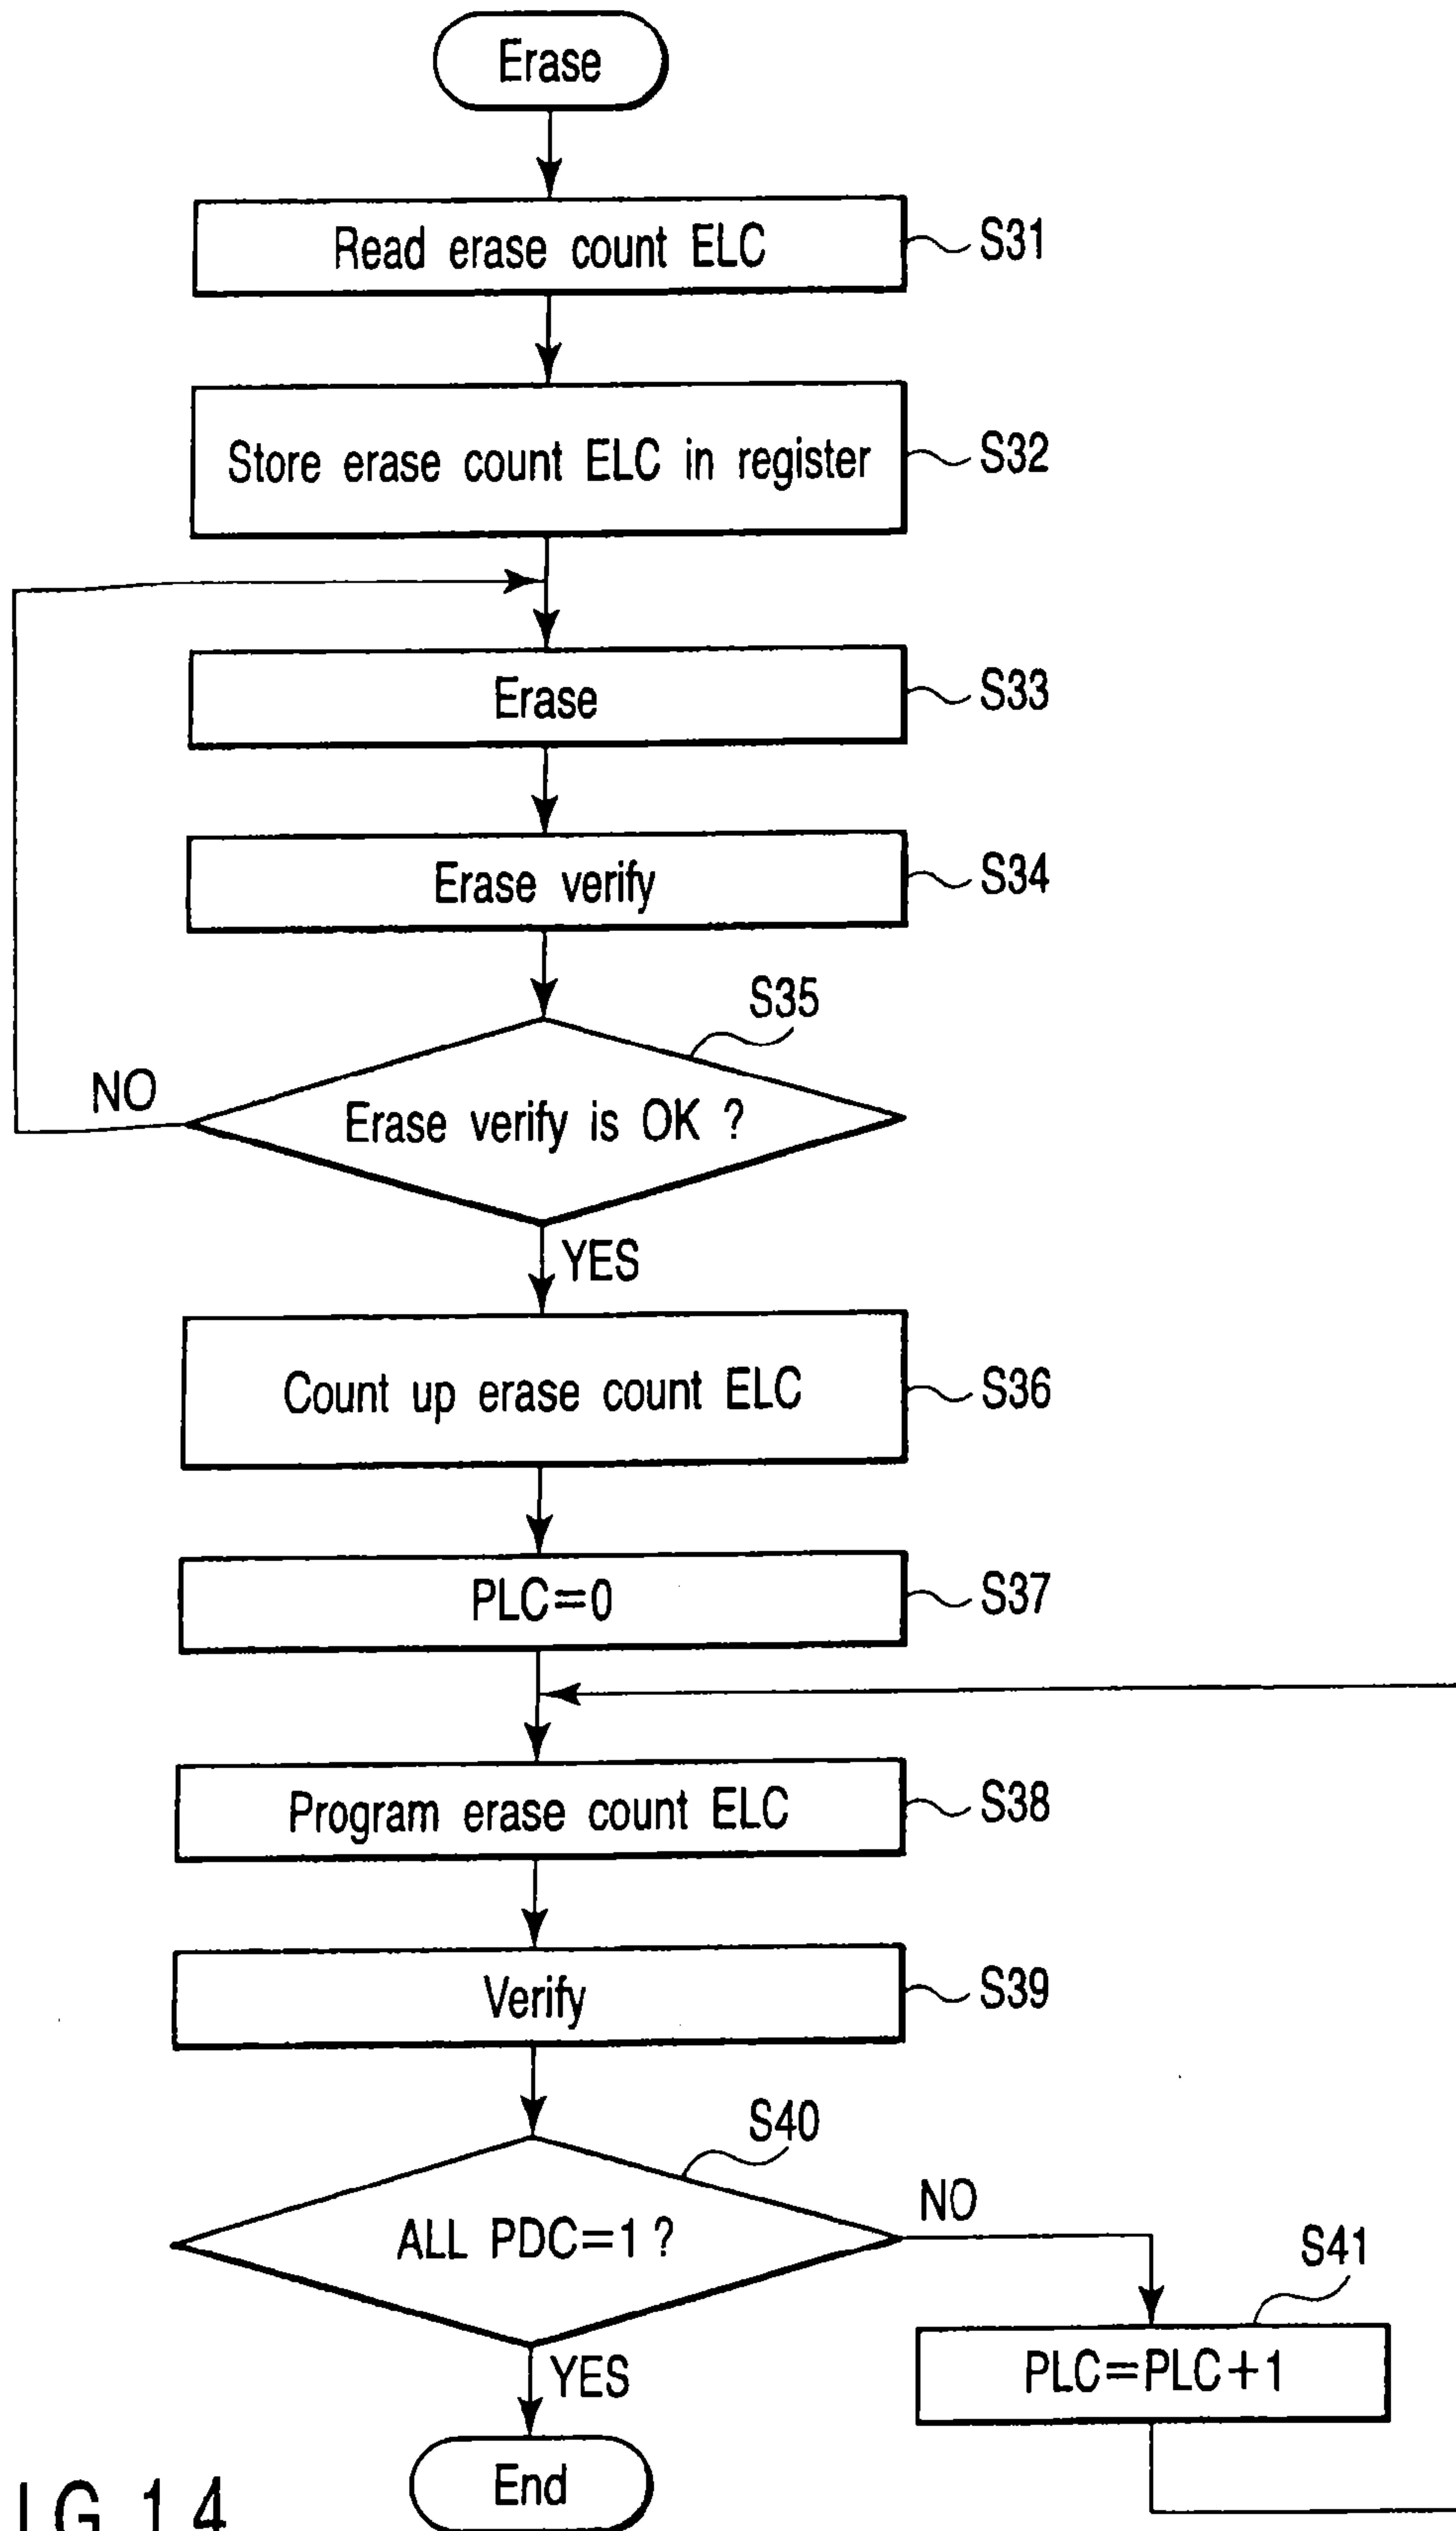 Erase
Read erase count ELC
S31
Store erase count ELC in register
S32
Erase
S33
Erase verify
S34
S35
NO
Erase verify is OK ?
YES
Count up erase count ELC
S36
PLC=0
S37
Program erase count ELC
S38
Verify
S39
S40
ALL PDC=1 ?
NO
S41
YES
PLC=PLC+1
End
IG 14